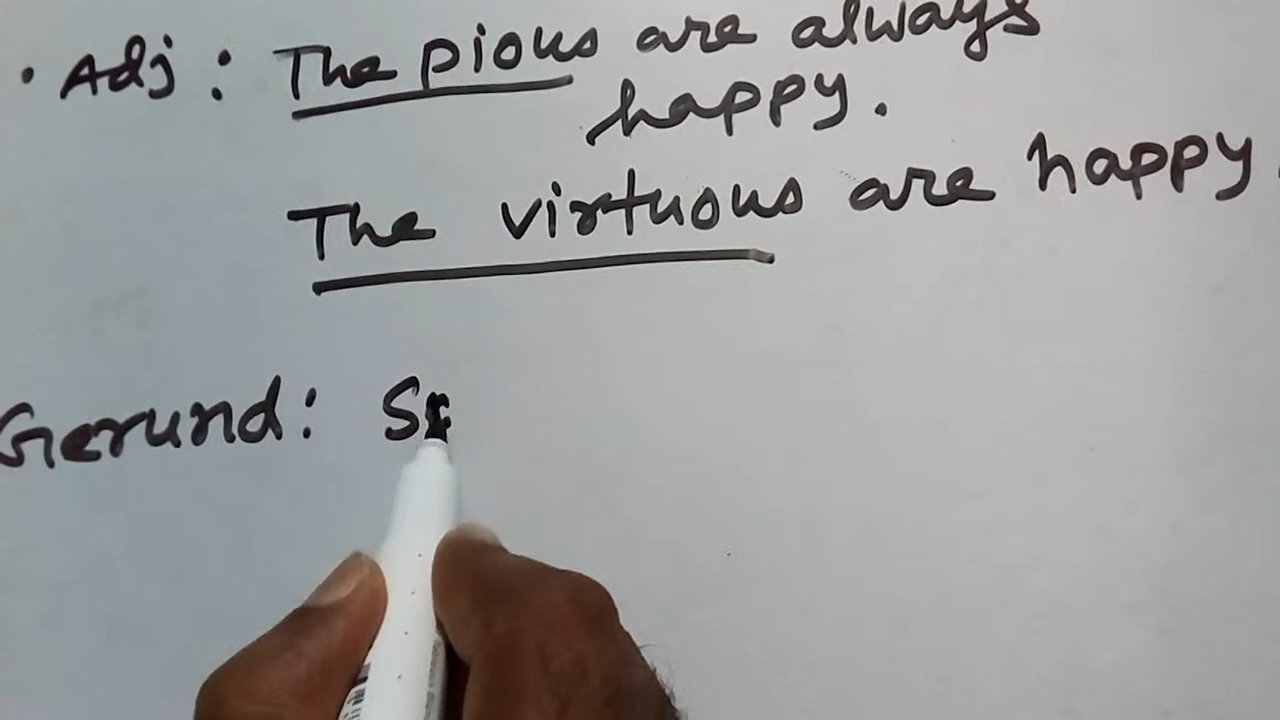 • Adj : The pious are always
happy.
The virtuous are happy.
Gerund: S